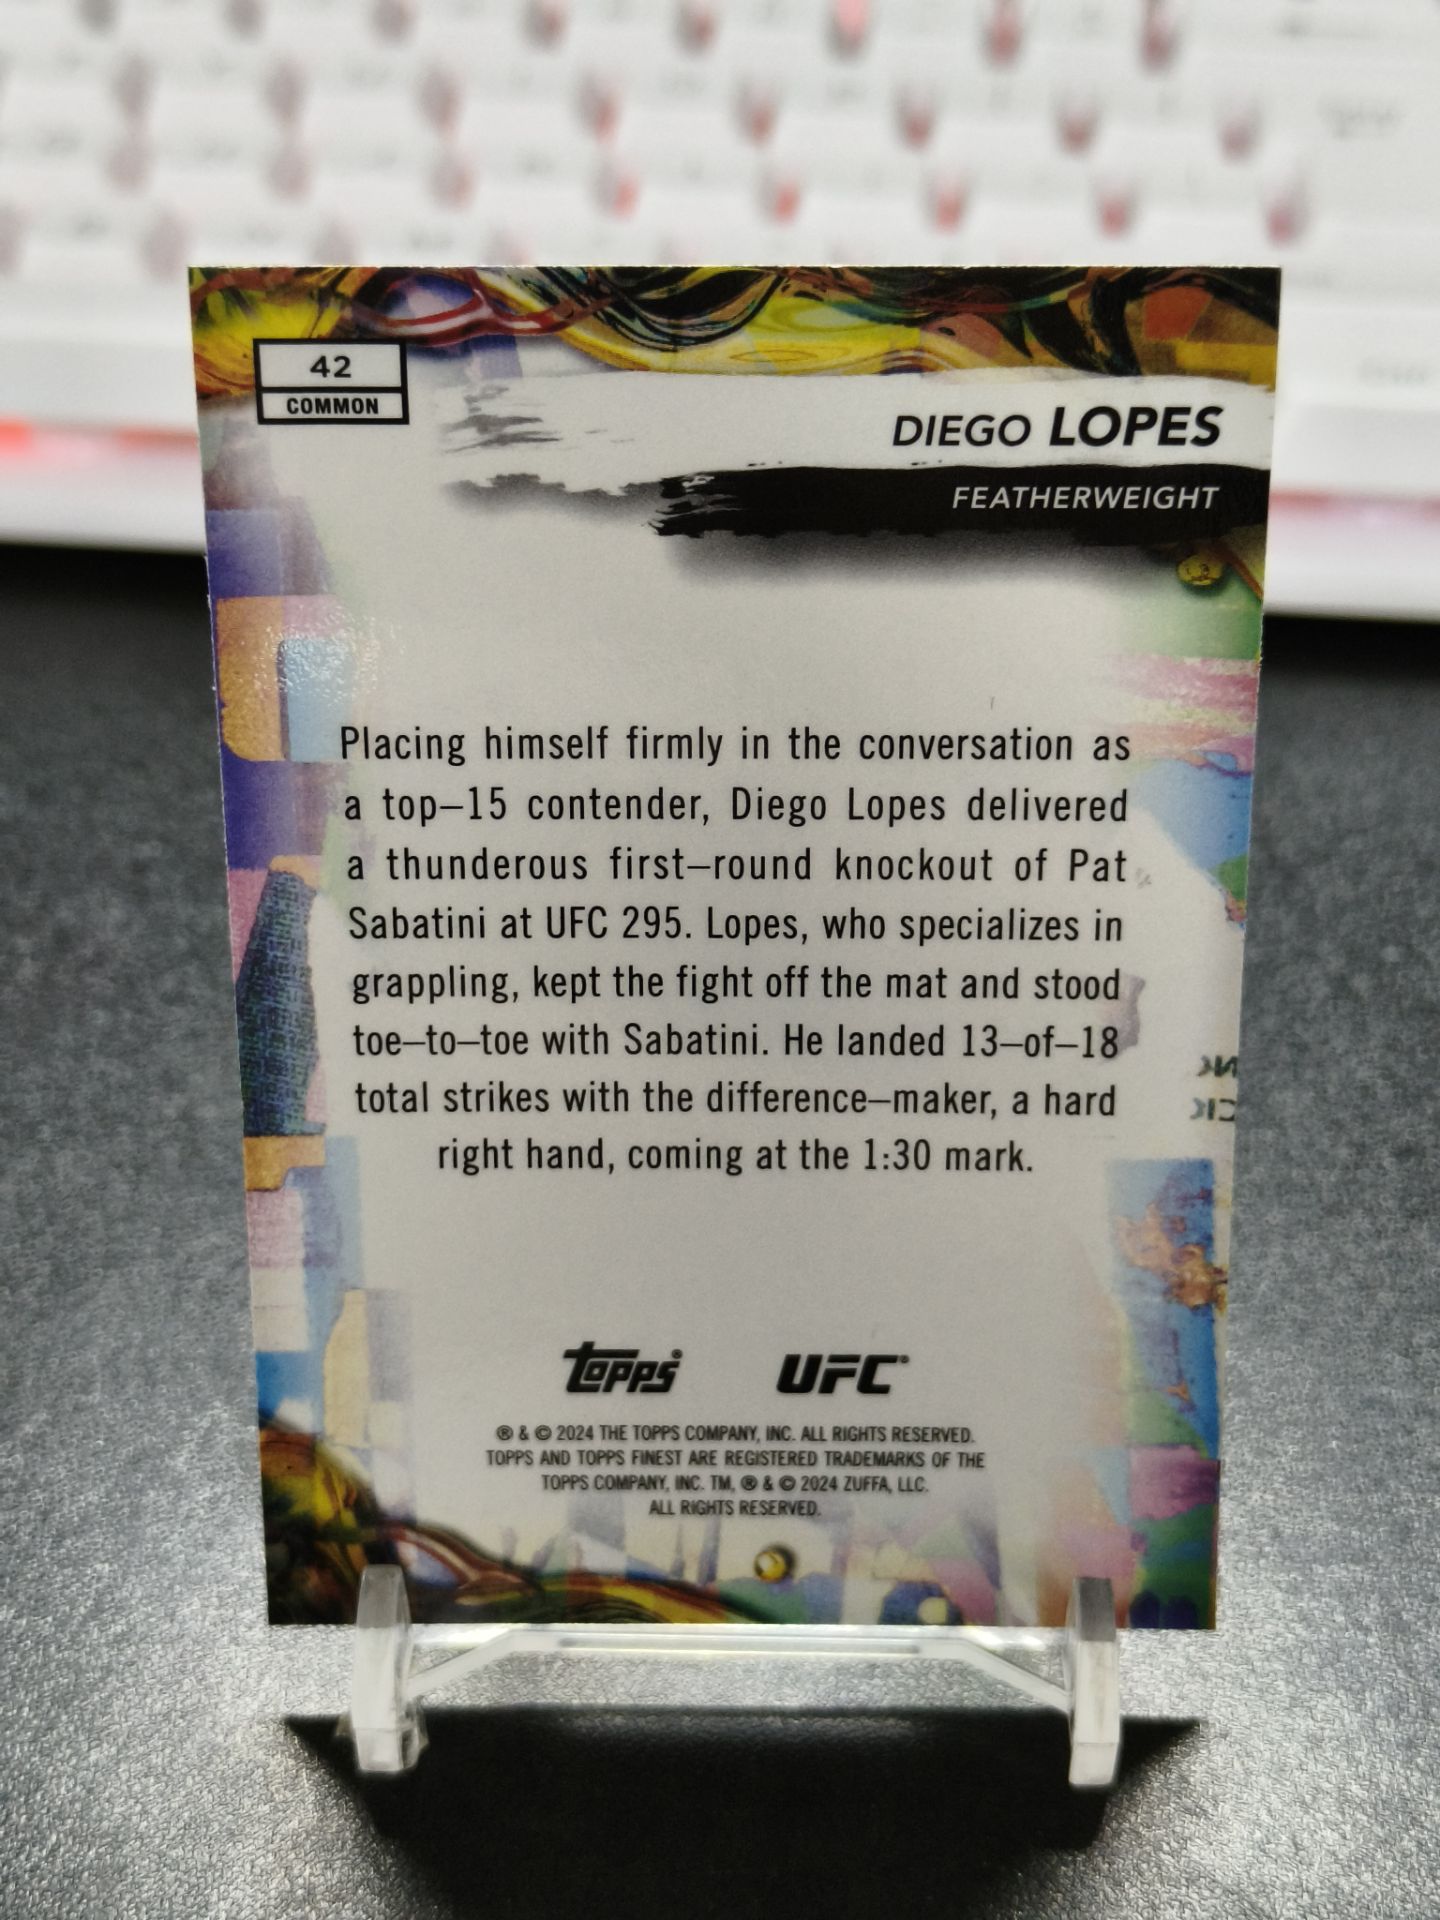 42
COMMON
DIEGO LOPES
FEATHERWEIGHT
Placing himself firmly in the conversation as
a top–15 contender, Diego Lopes delivered
a thunderous first–round knockout of Pat
Sabatini at UFC 295. Lopes, who specializes in
grappling, kept the fight off the mat and stood
toe–to–toe with Sabatini. He landed 13–of–18
total strikes with the difference–maker, a hard
right hand, coming at the 1:30 mark.
Topps® UFC®
® & © 2024 THE TOPPS COMPANY, INC. ALL RIGHTS RESERVED.
TOPPS AND TOPPS FINEST ARE REGISTERED TRADEMARKS OF THE
TOPPS COMPANY, INC. TM, ® & © 2024 ZUFFA, LLC.
ALL RIGHTS RESERVED.